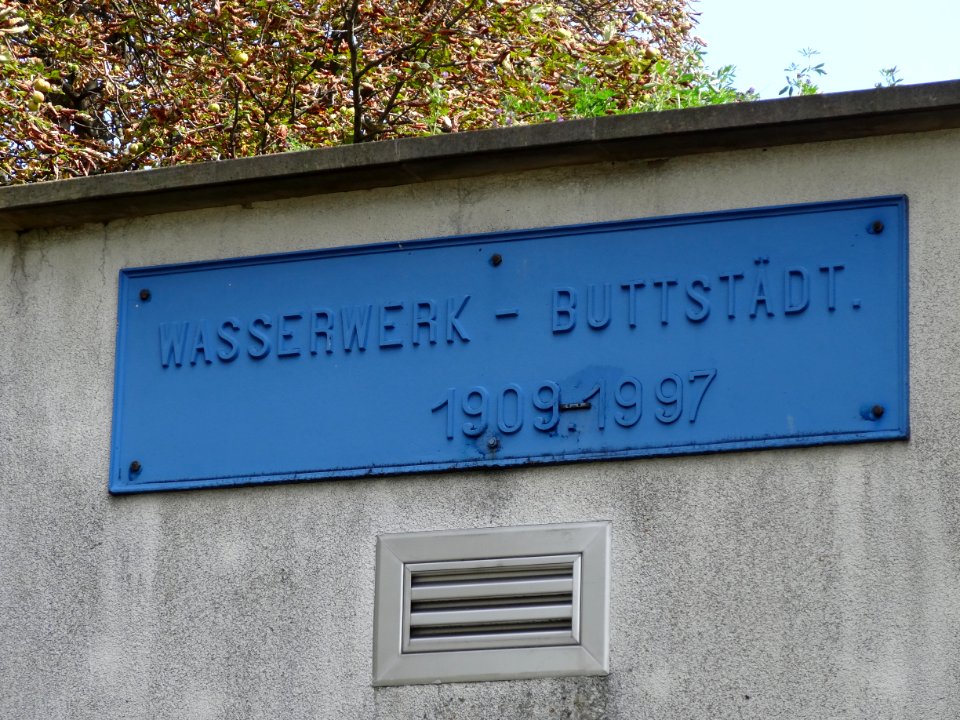 WASSERWERK - BUTTSTÄDT.
1909.1997